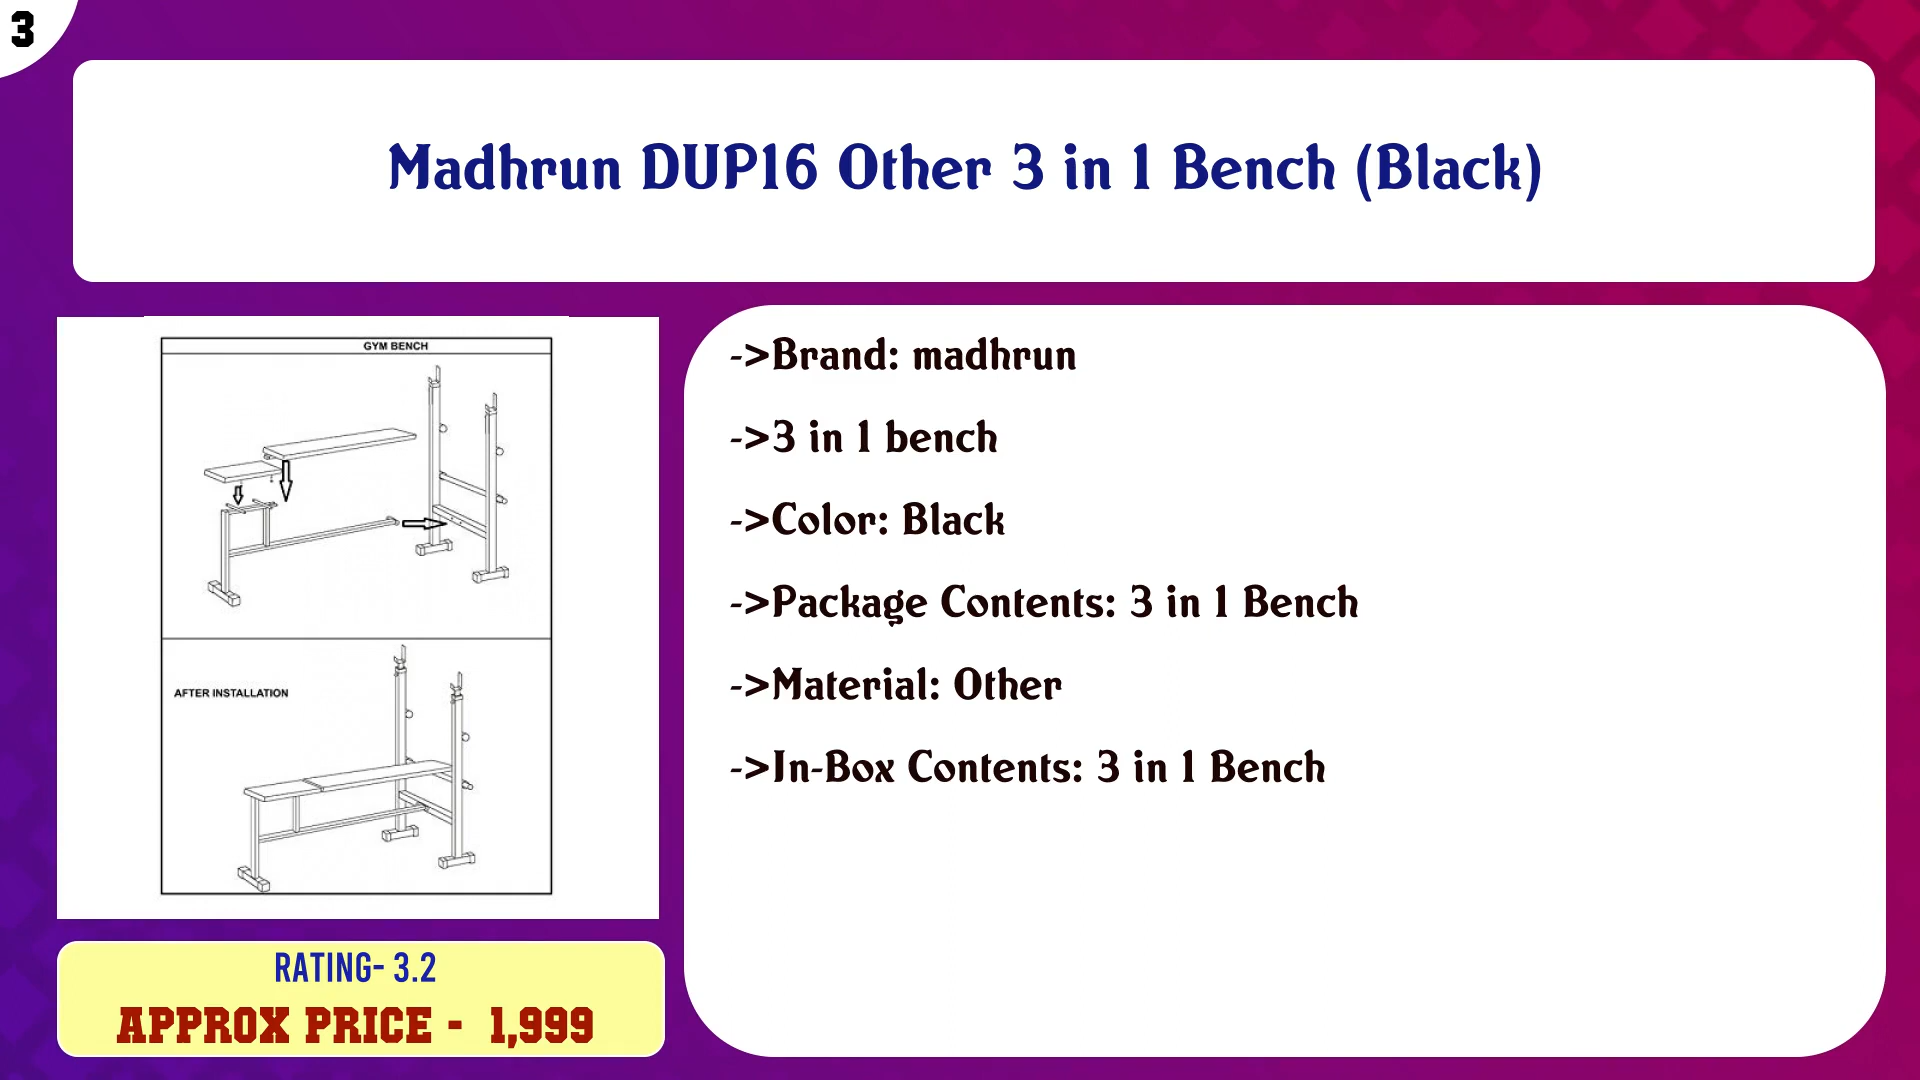 3
Madhrun DUP16 Other 3 in 1 Bench (Black)
GYM BENCH
AFTER INSTALLATION
->Brand: madhrun
->3 in 1 bench
->Color: Black
->Package Contents: 3 in 1 Bench
->Material: Other
->In-Box Contents: 3 in 1 Bench
RATING- 3.2
APPROX PRICE - 1,999